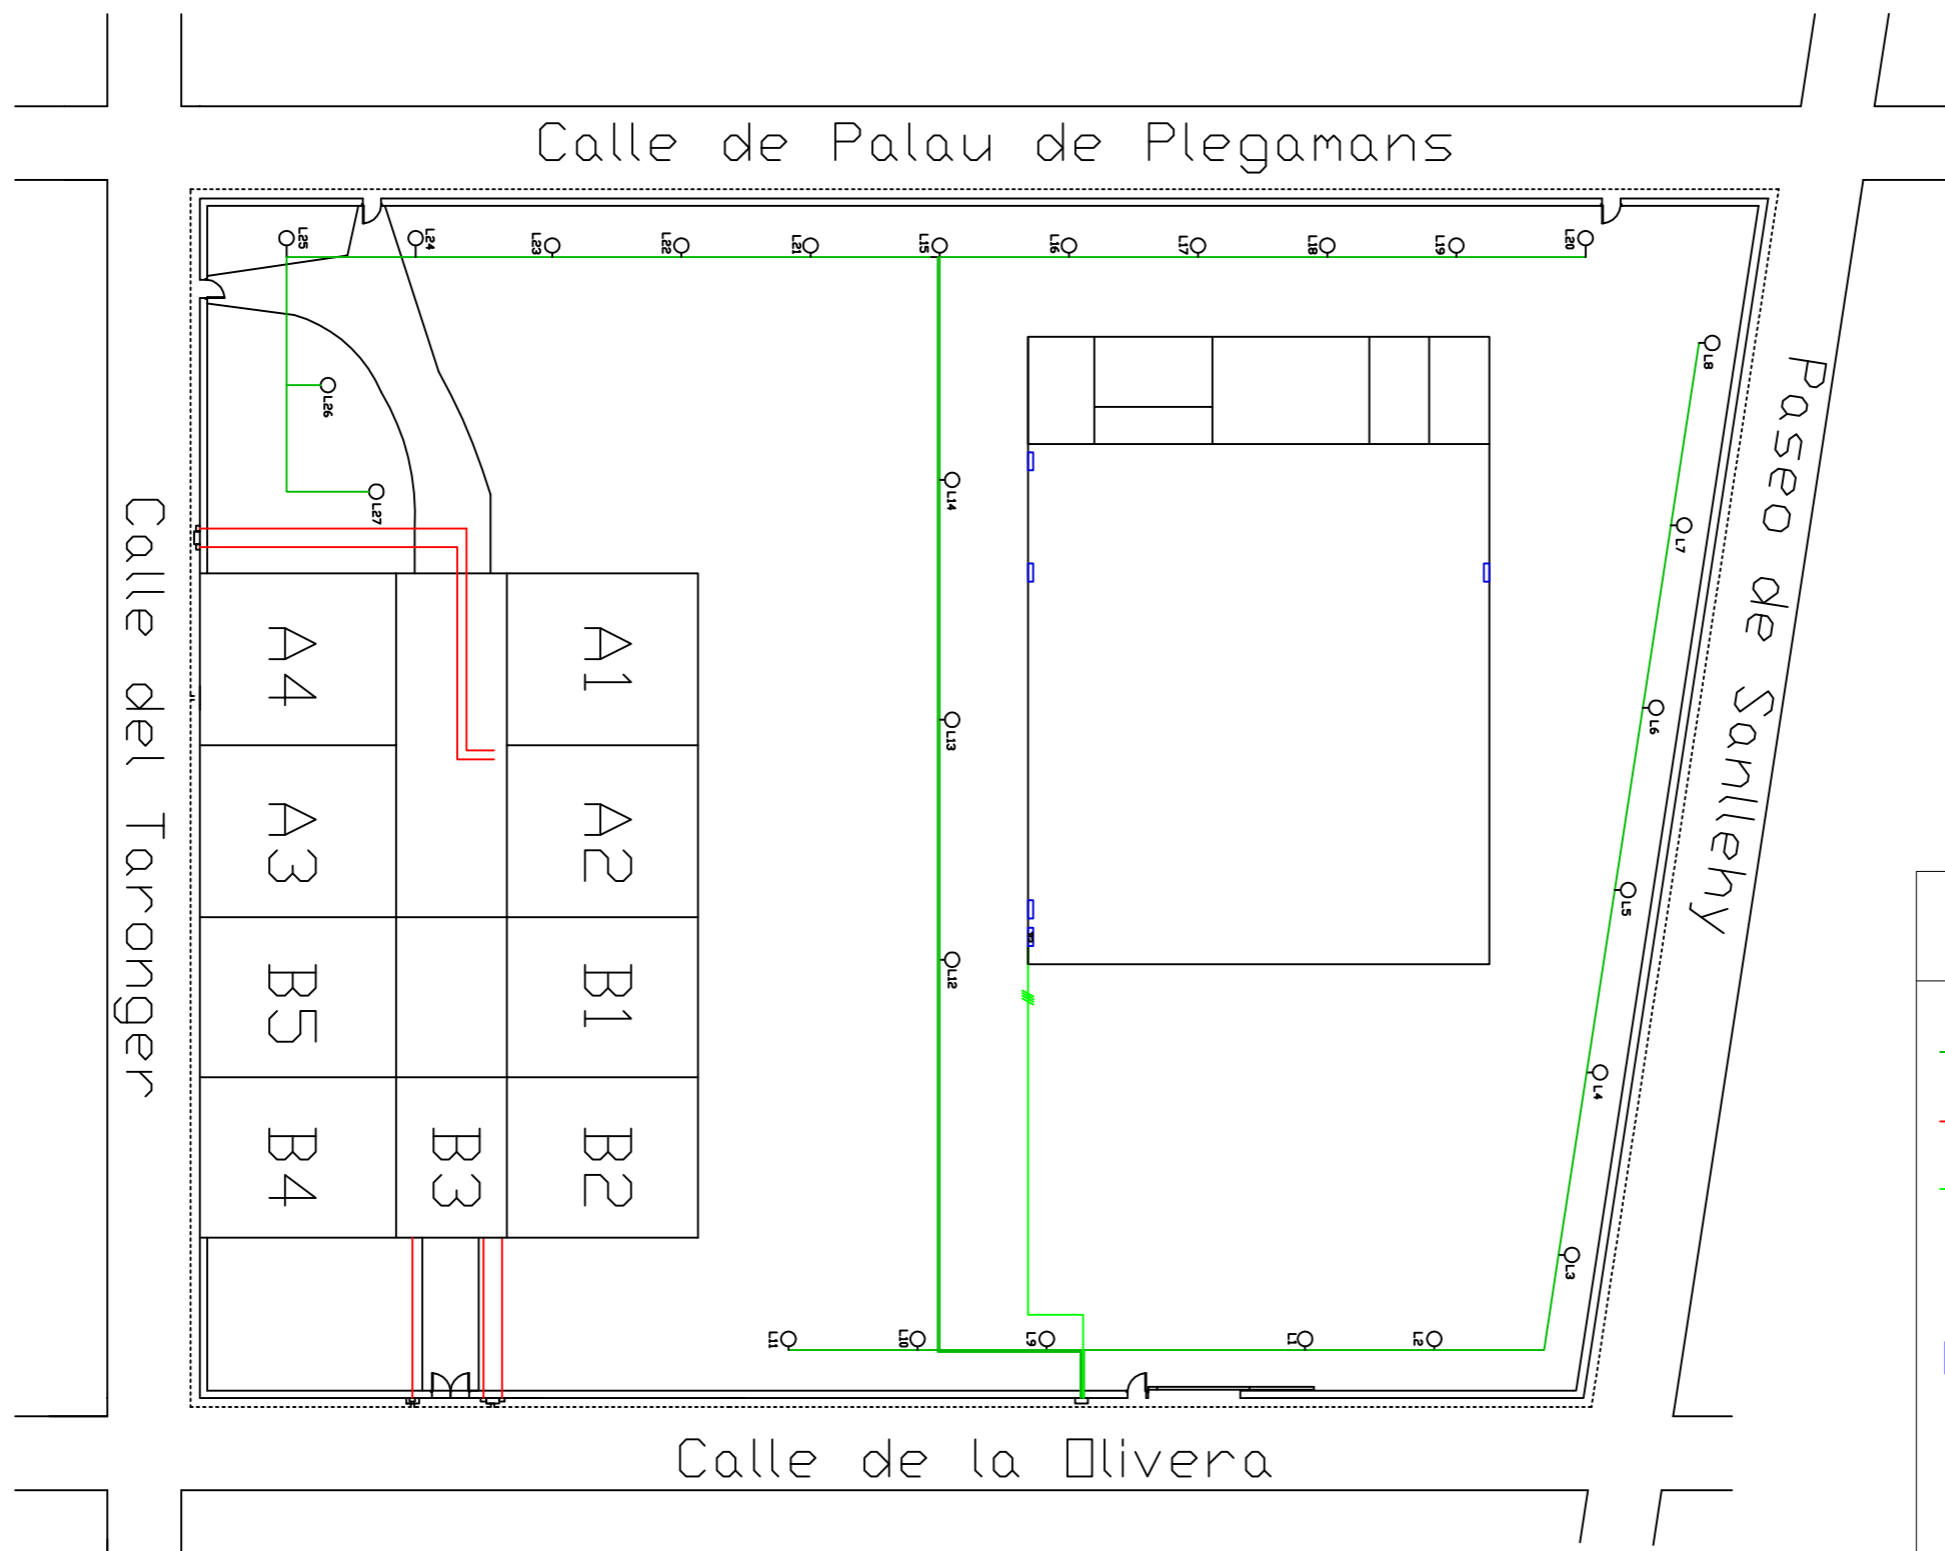 Calle de Palau de Plegamans
L25
L24
L23
L22
L21
L15
L16
L17
L18
L19
L20
L8
L26
L27
L14
L7
Paseo de Sanllehy
Calle del Taronger
L6
L13
L5
L12
L4
L3
A4
A1
A3
A2
B5
B1
B4
B3
B2
L11
L10
L9
L1
L2
Calle de la Olivera